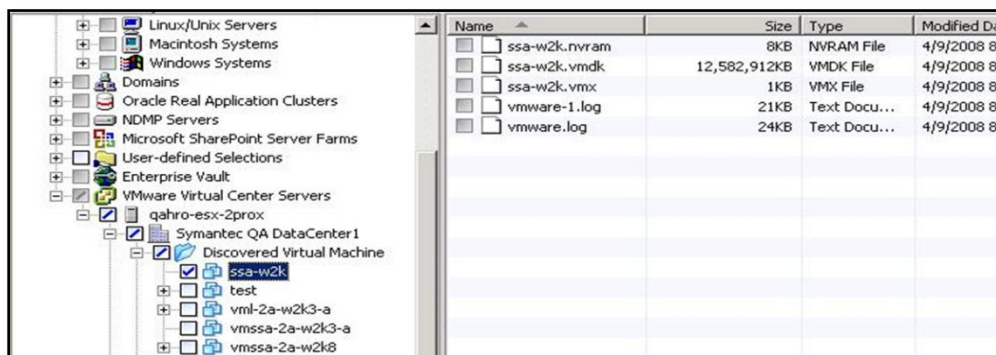 Linux/Unix Servers
Macintosh Systems
Windows Systems
Domains
Oracle Real Application Clusters
NDMP Servers
Microsoft SharePoint Server Farms
User-defined Selections
Enterprise Vault
VMware Virtual Center Servers
qahro-esx-2prox
Symantec QA DataCenter1
Discovered Virtual Machine
ssa-w2k
test
vml-2a-w2k3-a
vmssa-2a-w2k3-a
vmssa-2a-w2k8
Name Size Type Modified Da
ssa-w2k.nvram 8KB NVRAM File 4/9/2008 8
ssa-w2k.vmdk 12,582,912KB VMDK File 4/9/2008 8
ssa-w2k.vmx 1KB VMX File 4/9/2008 8
vmware-1.log 21KB Text Docu... 4/9/2008 8
vmware.log 24KB Text Docu... 4/9/2008 8